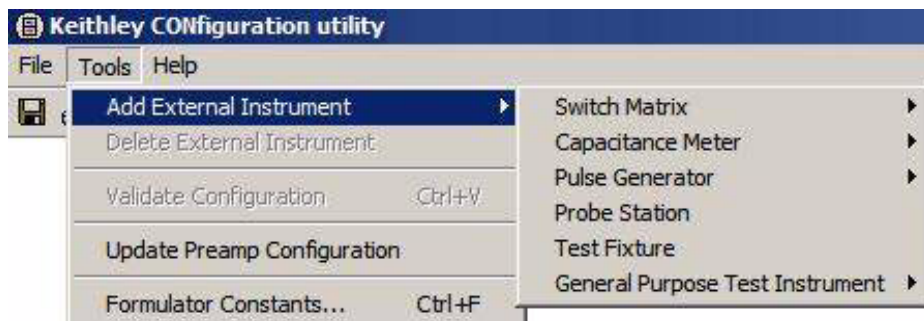 Keithley CONfiguration utility
File Tools Help
Add External Instrument
Delete External Instrument
Validate Configuration Ctrl+V
Update Preamp Configuration
Formulator Constants... Ctrl+F
Switch Matrix
Capacitance Meter
Pulse Generator
Probe Station
Test Fixture
General Purpose Test Instrument